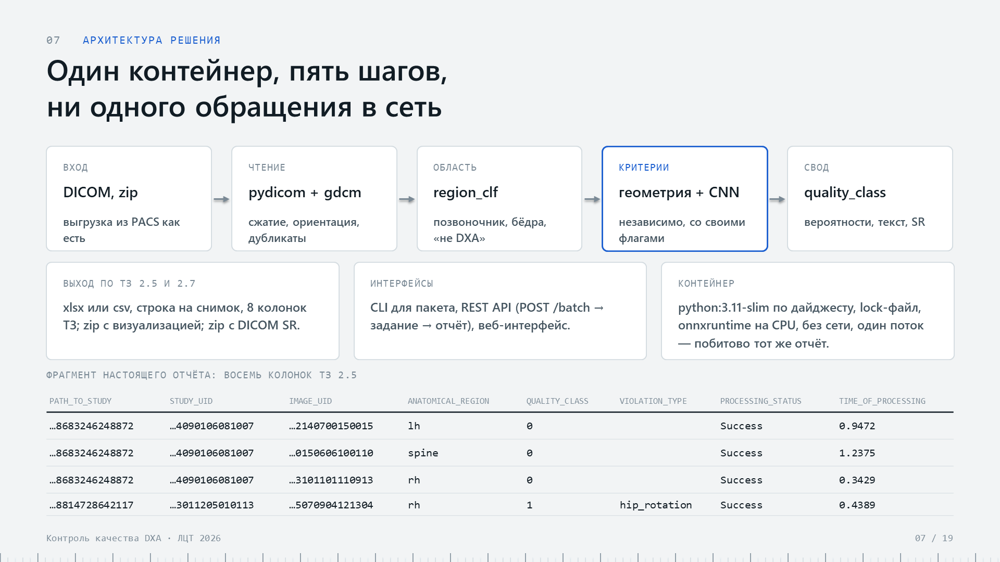 07 АРХИТЕКТУРА РЕШЕНИЯ
Один контейнер, пять шагов,
ни одного обращения в сеть
ВХОД
DICOM, zip
выгрузка из PACS как
есть
ЧТЕНИЕ
pydicom + gdcm
сжатие, ориентация,
дубликаты
ОБЛАСТЬ
region_clf
позвоночник, бёдра,
«не DXA»
КРИТЕРИИ
геометрия + CNN
независимо, со своими
флагами
СВОД
quality_class
вероятности, текст, SR
ВЫХОД ПО ТЗ 2.5 И 2.7
xlsx или csv, строка на снимок, 8 колонок
ТЗ; zip с визуализацией; zip с DICOM SR.
ИНТЕРФЕЙСЫ
CLI для пакета, REST API (POST /batch →
задание → отчёт), веб-интерфейс.
КОНТЕЙНЕР
python:3.11-slim по дайджесту, lock-файл,
onnxruntime на CPU, без сети, один поток
— побитово тот же отчёт.
ФРАГМЕНТ НАСТОЯЩЕГО ОТЧЁТА: ВОСЕМЬ КОЛОНОК ТЗ 2.5
PATH_TO_STUDY STUDY_UID IMAGE_UID ANATOMICAL_REGION QUALITY_CLASS VIOLATION_TYPE PROCESSING_STATUS TIME_OF_PROCESSING
…8683246248872 …4090106081007 …2140700150015 lh 0 Success 0.9472
…8683246248872 …4090106081007 …0150606100110 spine 0 Success 1.2375
…8683246248872 …4090106081007 …3101101110913 rh 0 Success 0.3429
…8814728642117 …3011205010113 …5070904121304 rh 1 hip_rotation Success 0.4389
Контроль качества DXA · ЛЦТ 2026
07 / 19